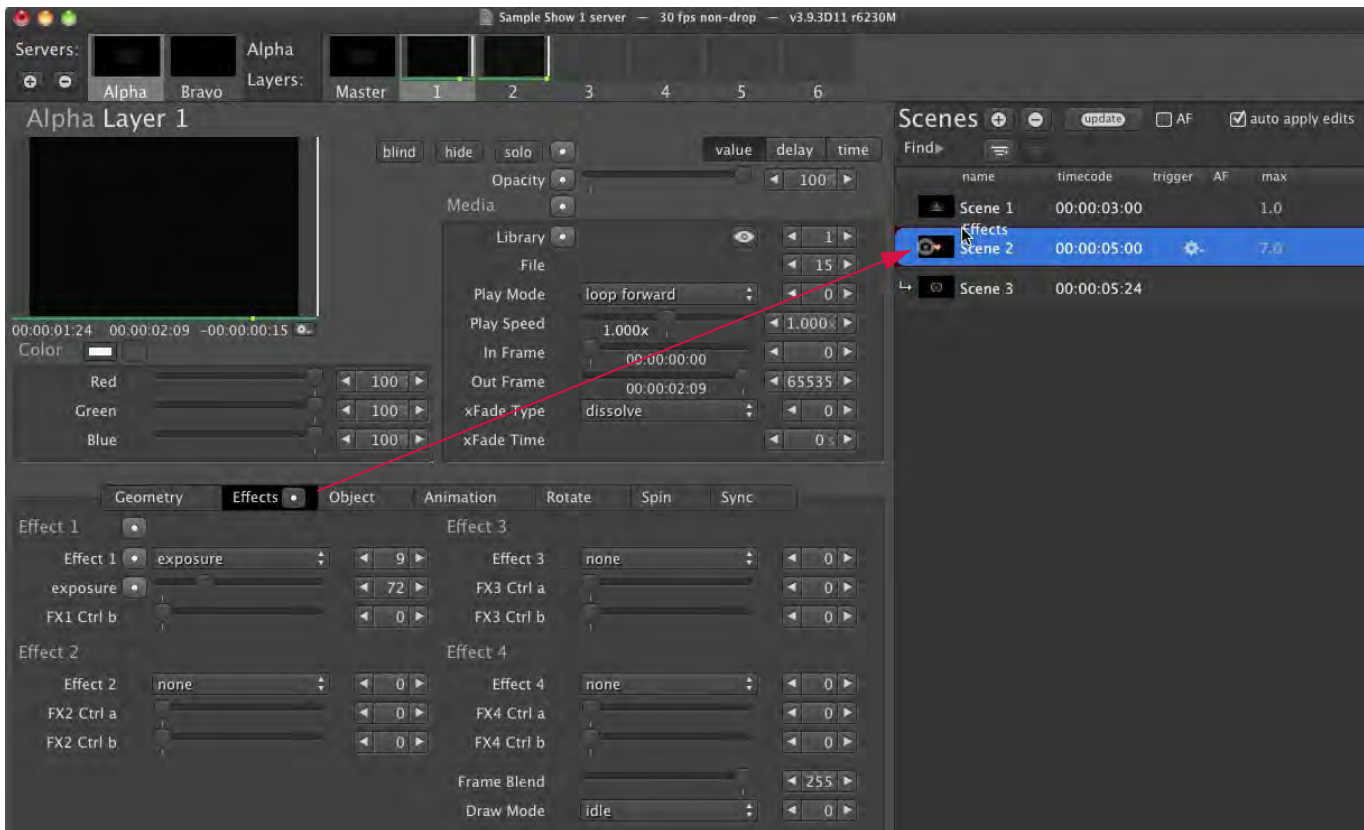 Sample Show 1 server — 30 fps non-drop — v3.9.3D11 r6230M
Servers:
Alpha
Bravo
Alpha
Layers:
Master
1
2
3
4
5
6
Alpha Layer 1
blind hide solo
value delay time
Opacity 100
Media
Library 1
File 15
Play Mode loop forward 0
Play Speed 1.000x 1.000
In Frame 00:00:00:00 0
Out Frame 00:00:02:09 65535
xFade Type dissolve 0
xFade Time 0 s
00:00:01:24 00:00:02:09 -00:00:00:15
Color
Red 100
Green 100
Blue 100
Geometry Effects Object Animation Rotate Spin Sync
Effect 1
Effect 1 exposure 9
exposure 72
FX1 Ctrl b 0
Effect 2
Effect 2 none 0
FX2 Ctrl a 0
FX2 Ctrl b 0
Effect 3
Effect 3 none 0
FX3 Ctrl a 0
FX3 Ctrl b 0
Effect 4
Effect 4 none 0
FX4 Ctrl a 0
FX4 Ctrl b 0
Frame Blend 255
Draw Mode idle 0
Scenes update AF auto apply edits
Find
name timecode trigger AF max
Scene 1 00:00:03:00 1.0
Effects
Scene 2 00:00:05:00 7.0
Scene 3 00:00:05:24